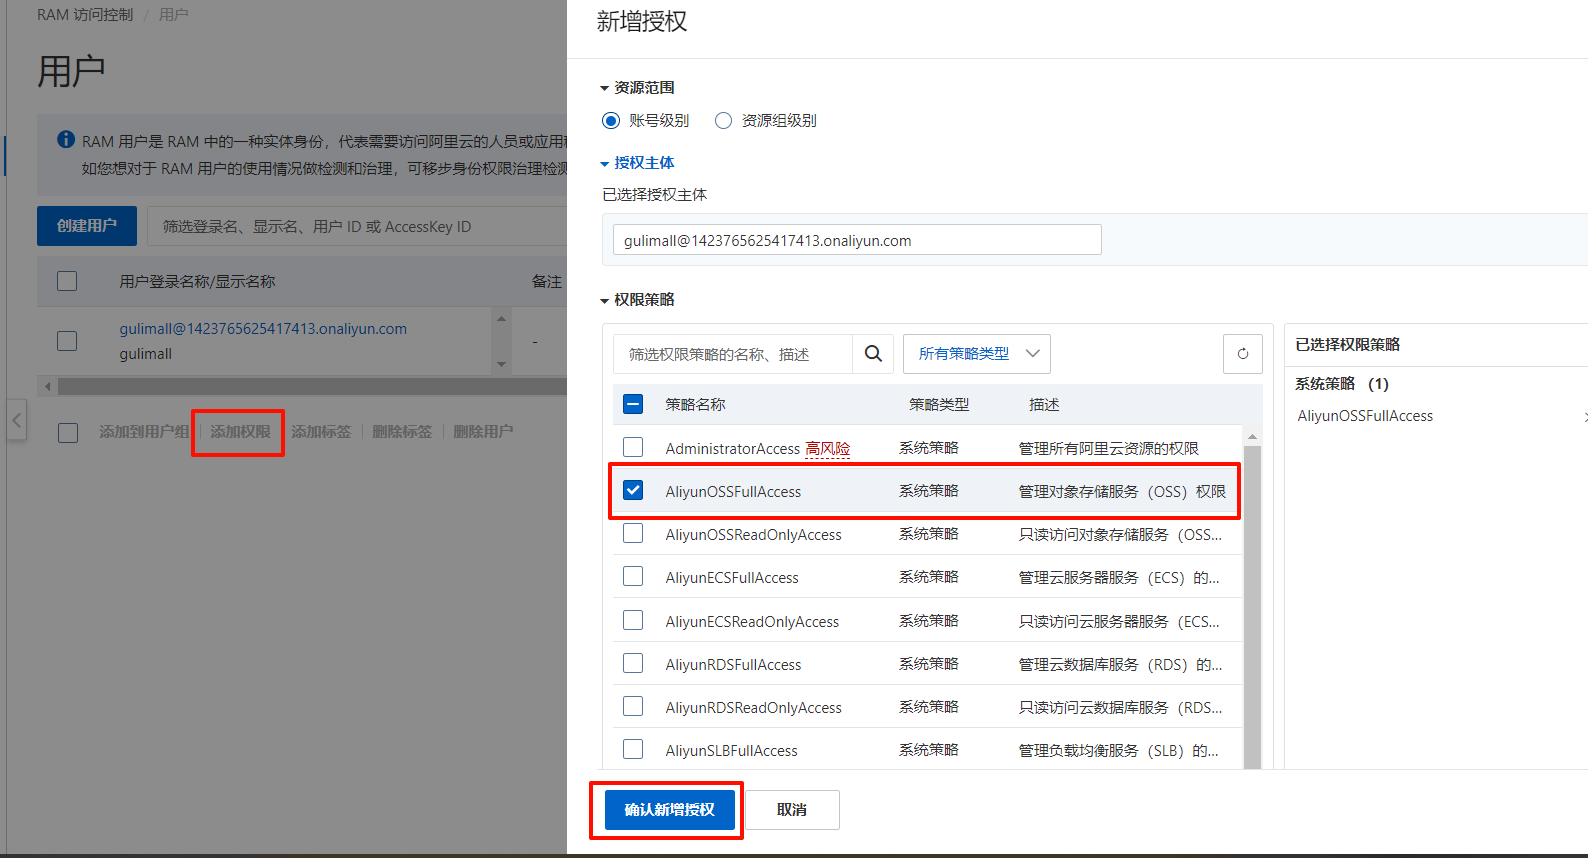 RAM 访问控制 / 用户
用户
RAM 用户是 RAM 中的一种实体身份，代表需要访问阿里云的人员或应用
如您想对于 RAM 用户的使用情况做检测和治理，可移步身份权限治理检测
创建用户
筛选登录名、显示名、用户 ID 或 AccessKey ID
用户登录名称/显示名称 备注
gulimall@1423765625417413.onaliyun.com
gulimall
-
添加到用户组 添加权限 添加标签 删除标签 删除用户
新增授权
资源范围
账号级别 资源组级别
授权主体
已选择授权主体
gulimall@1423765625417413.onaliyun.com
权限策略
筛选权限策略的名称、描述
所有策略类型
策略名称 策略类型 描述
AdministratorAccess 高风险 系统策略 管理所有阿里云资源的权限
AliyunOSSFullAccess 系统策略 管理对象存储服务（OSS）权限
AliyunOSSReadOnlyAccess 系统策略 只读访问对象存储服务（OSS...
AliyunECSFullAccess 系统策略 管理云服务器服务（ECS）的...
AliyunECSReadOnlyAccess 系统策略 只读访问云服务器服务（ECS...
AliyunRDSFullAccess 系统策略 管理云数据库服务（RDS）的...
AliyunRDSReadOnlyAccess 系统策略 只读访问云数据库服务（RDS...
AliyunSLBFullAccess 系统策略 管理负载均衡服务（SLB）的...
已选择权限策略
系统策略 （1）
AliyunOSSFullAccess
确认新增授权
取消